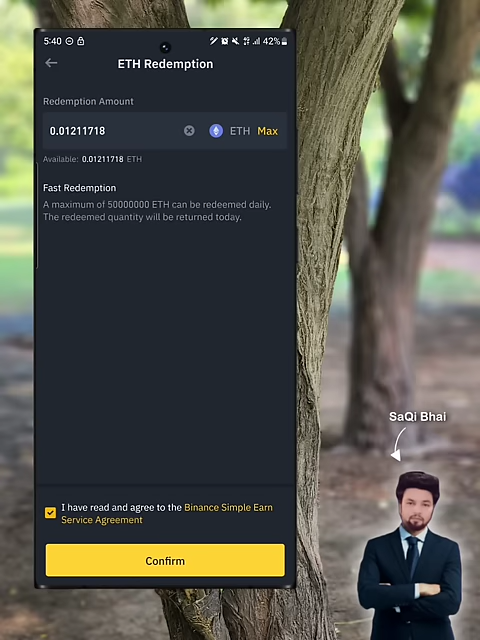 5:40
42%
ETH Redemption
Redemption Amount
0.01211718 ETH Max
Available: 0.01211718 ETH
Fast Redemption
A maximum of 50000000 ETH can be redeemed daily.
The redeemed quantity will be returned today.
SaQi Bhai
I have read and agree to the Binance Simple Earn
Service Agreement
Confirm